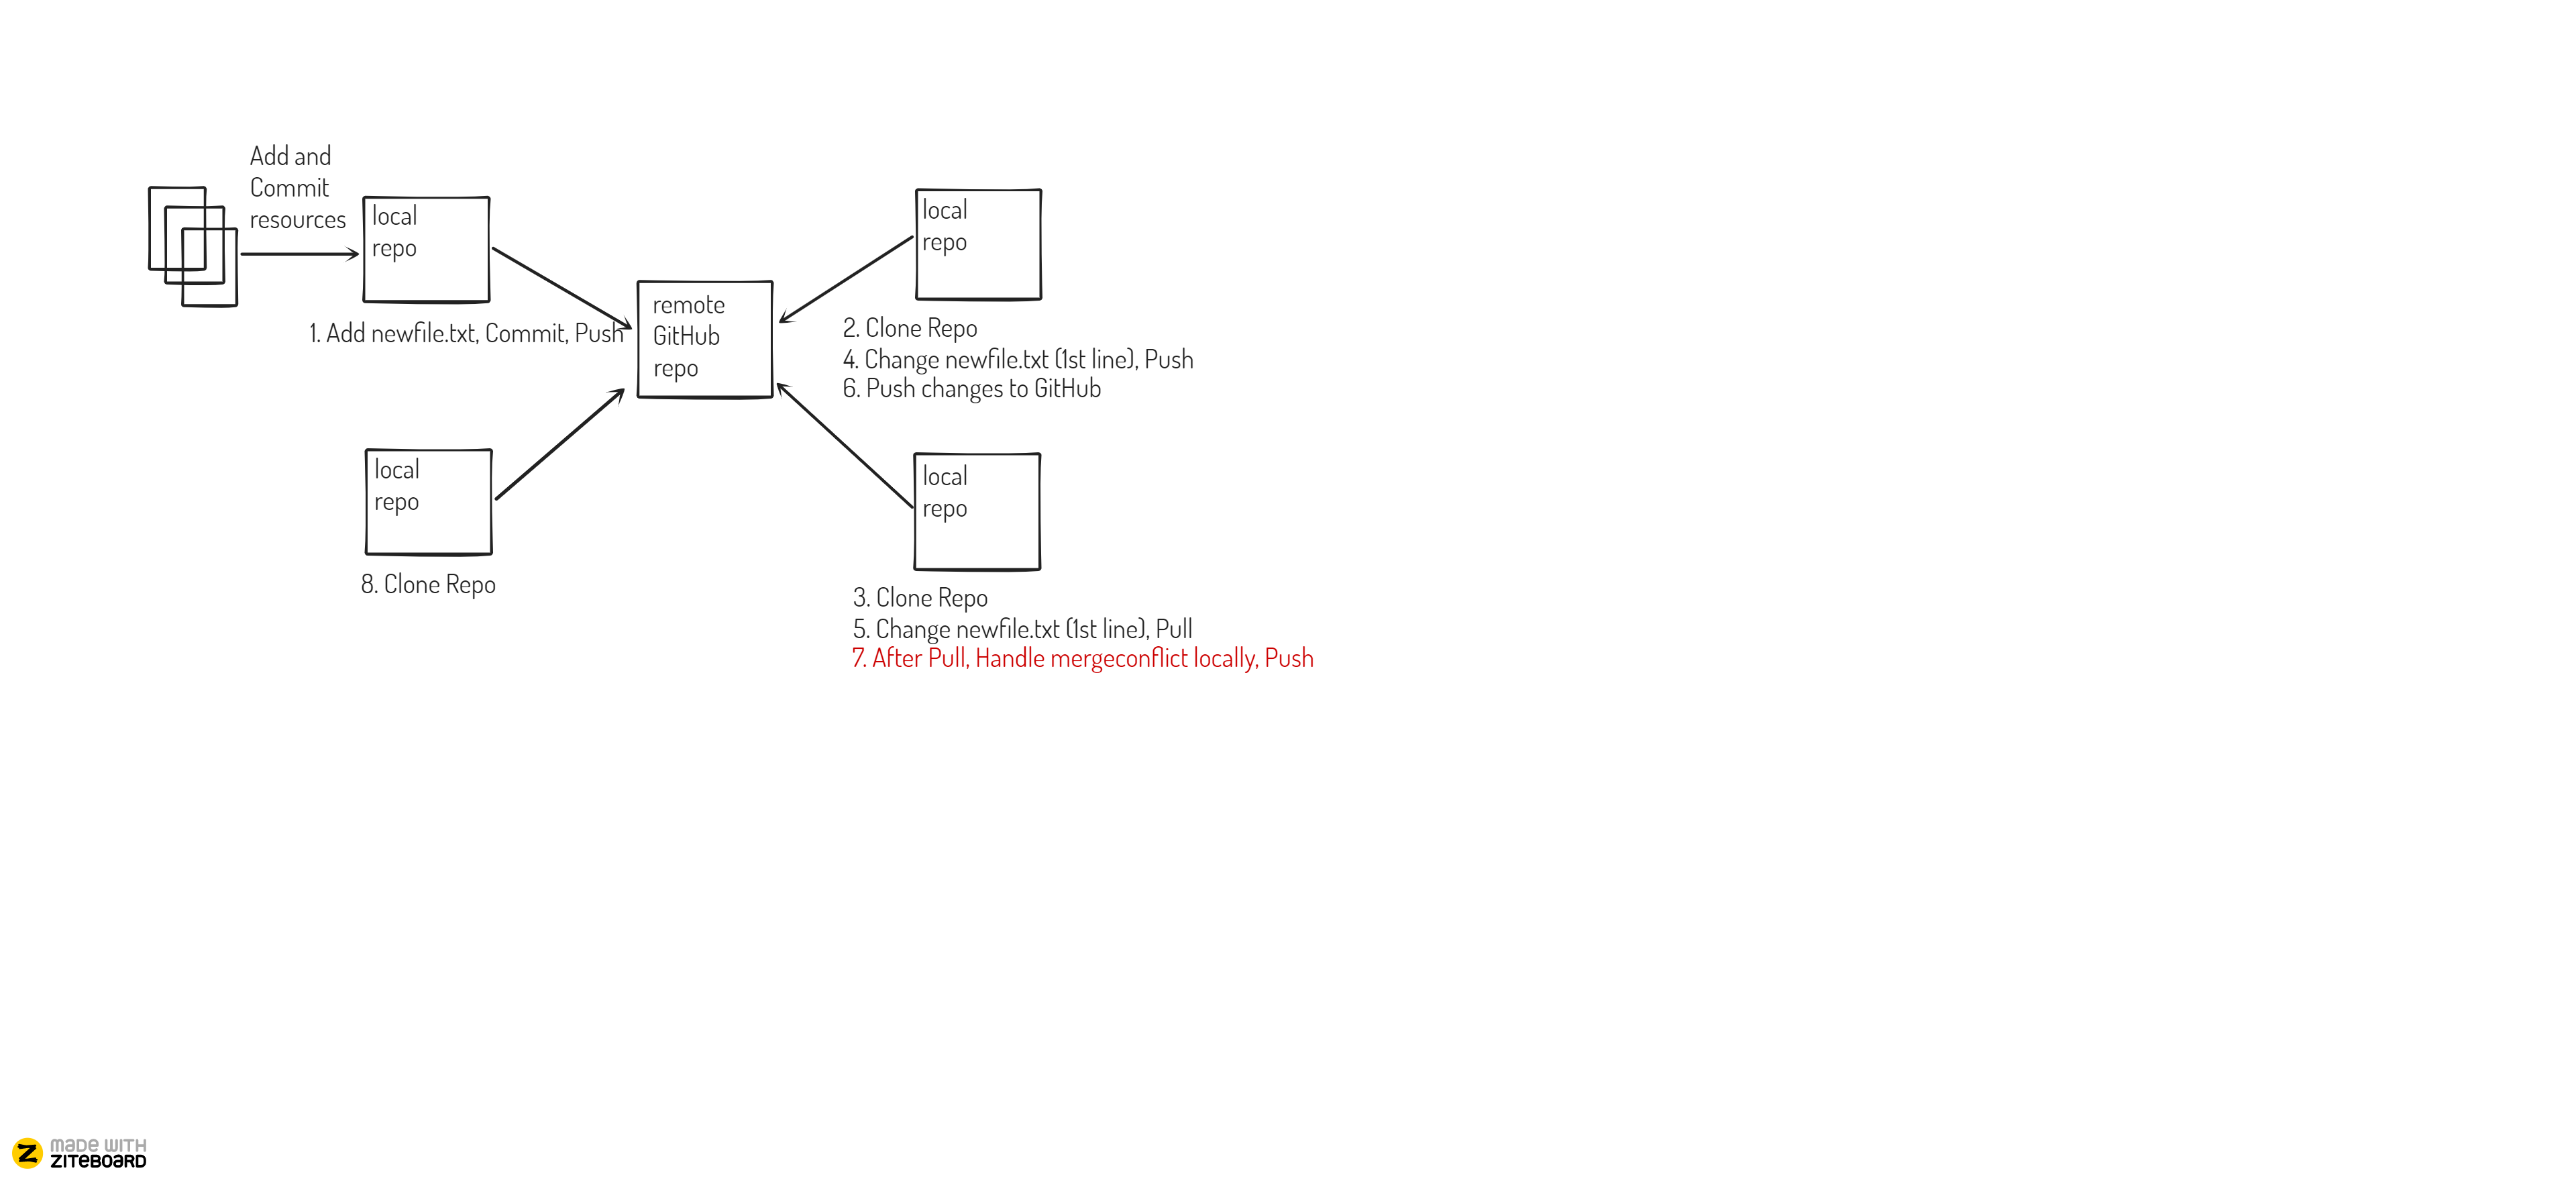 Add and
Commit
resources
local
repo
1. Add newfile.txt, Commit, Push
remote
GitHub
repo
local
repo
2. Clone Repo
4. Change newfile.txt (1st line), Push
6. Push changes to GitHub
local
repo
8. Clone Repo
local
repo
3. Clone Repo
5. Change newfile.txt (1st line), Pull
7. After Pull, Handle mergeconflict locally, Push
Z
MADE WITH
ZITEBOARD